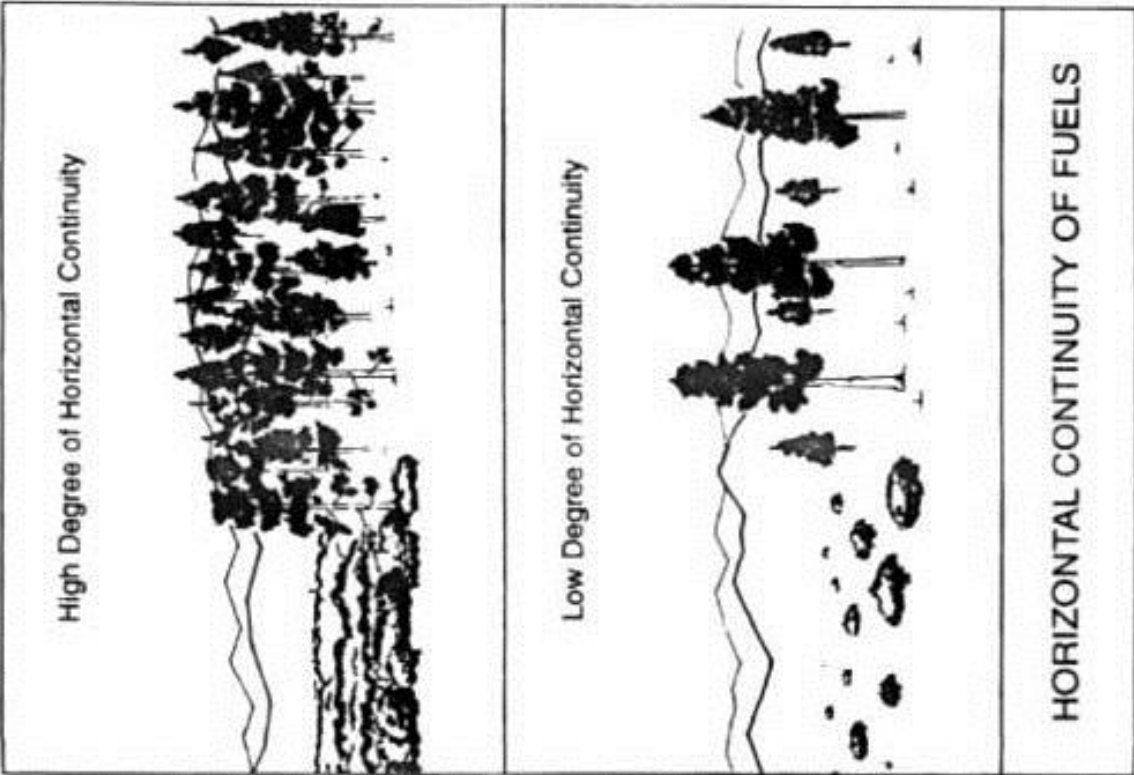 High Degree of Horizontal Continuity
Low Degree of Horizontal Continuity
HORIZONTAL CONTINUITY OF FUELS